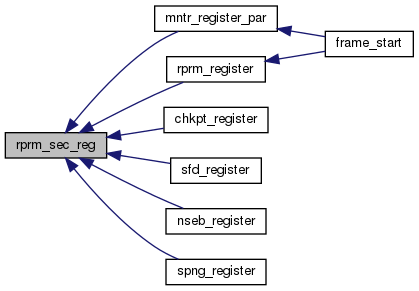 mntr_register_par
frame_start
rprm_register
chkpt_register
rprm_sec_reg
sfd_register
nseb_register
spng_register